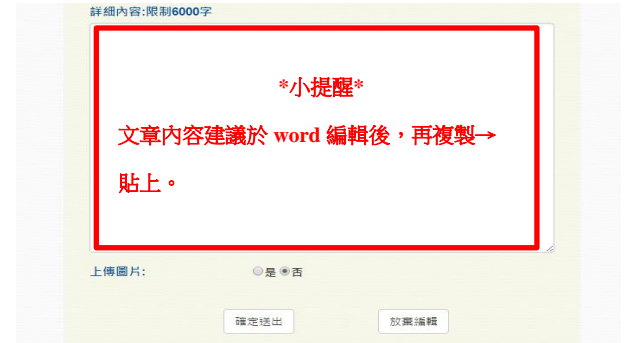 詳細內容:限制6000字
*小提醒*
文章內容建議於 word 編輯後，再複製→
貼上。
上傳圖片: 是 否
確定送出 放棄編輯